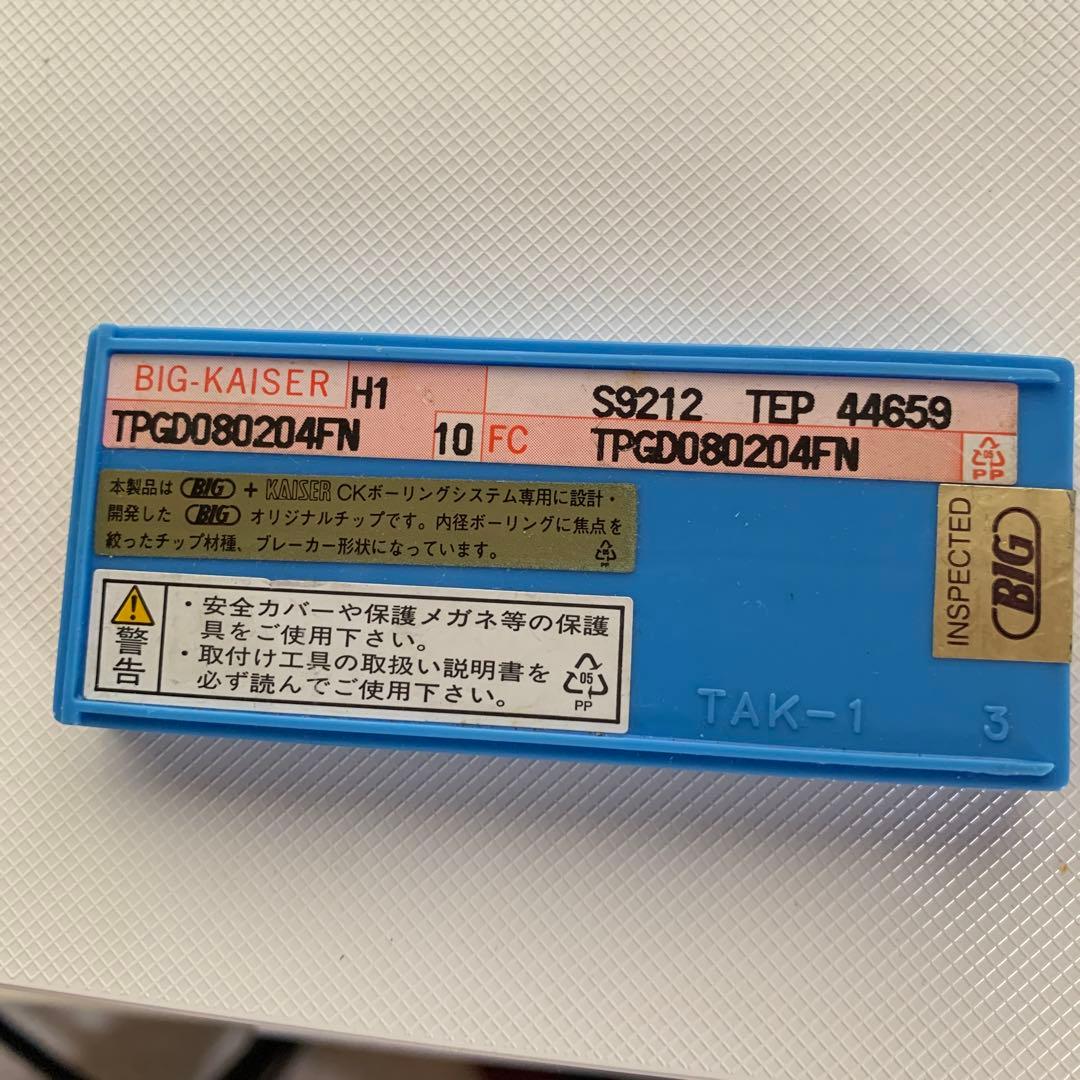 BIG-KAISER H1 S9212 TEP 44659
TPGD080204FN 10 FC TPGD080204FN
05
PP
本製品は BIG + KAISER CKボーリングシステム専用に設計・
開発した BIG オリジナルチップです。内径ボーリングに焦点を
絞ったチップ材種、ブレーカー形状になっています。
PP
INSPECTED
BIG
警告
・安全カバーや保護メガネ等の保護
具をご使用下さい。
・取付け工具の取扱い説明書を
必ず読んでご使用下さい。
05
PP
TAK-1 3